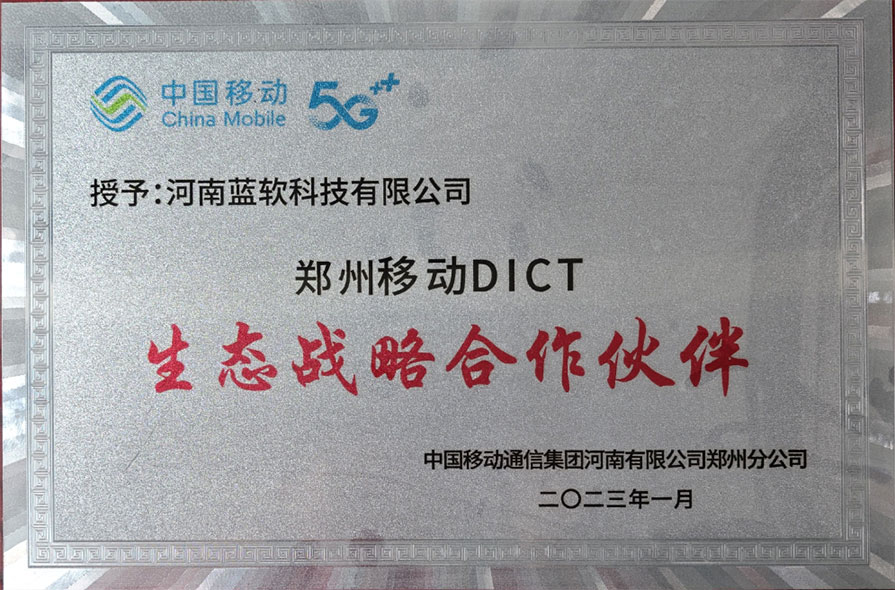 中国移动 5G++
China Mobile
授予:河南蓝软科技有限公司
郑州移动DICT
生态战略合作伙伴
中国移动通信集团河南有限公司郑州分公司
二〇二三年一月